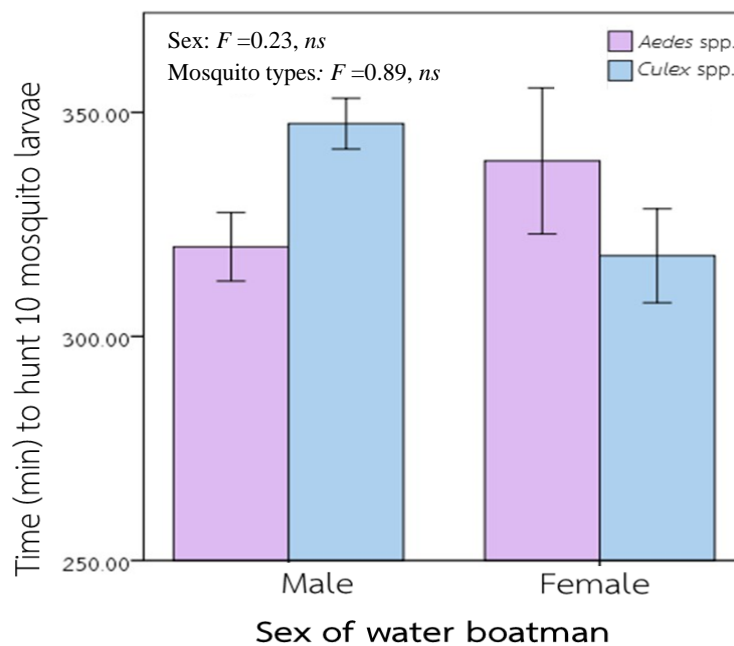 Sex: F =0.23, ns
Mosquito types: F =0.89, ns
Aedes spp.
Culex spp.
Time (min) to hunt 10 mosquito larvae
350.00
300.00
250.00
Male Female
Sex of water boatman